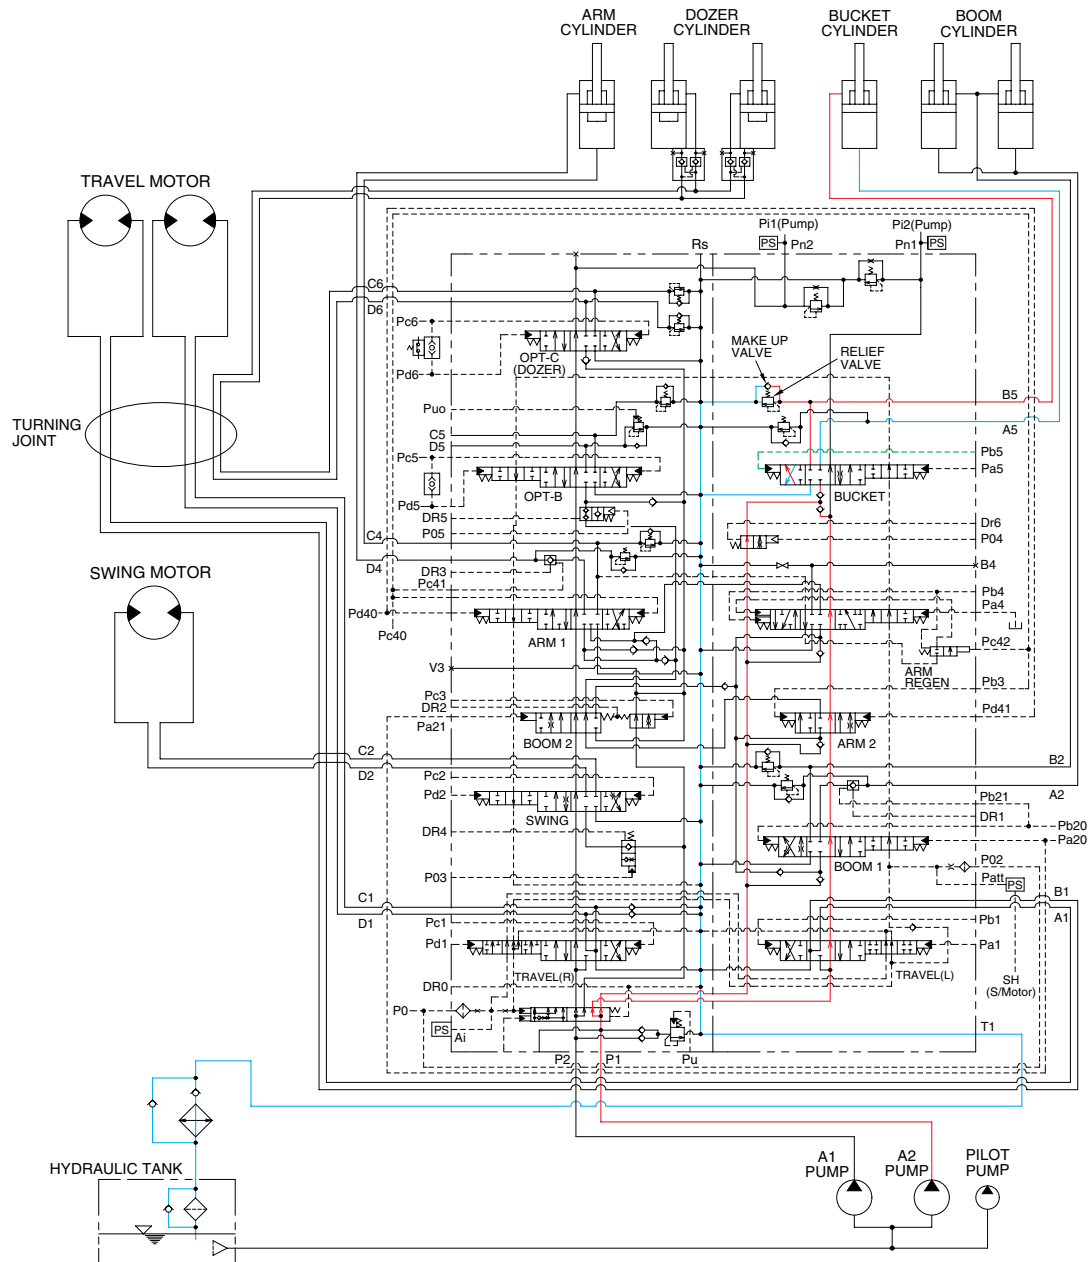 ARM
CYLINDER
DOZER
CYLINDER
BUCKET
CYLINDER
BOOM
CYLINDER
TRAVEL MOTOR
Pi1(Pump)
Pi2(Pump)
PS
Pn2
Pn1
PS
Rs
C6
D6
Pc6
Pd6
OPT-C
(DOZER)
MAKE UP
VALVE
RELIEF
VALVE
B5
A5
TURNING
JOINT
Puo
C5
D5
Pc5
Pd5
OPT-B
BUCKET
Pb5
Pa5
DR5
P05
Dr6
P04
C4
D4
DR3
Pc41
B4
SWING MOTOR
Pd40
Pc40
ARM 1
Pb4
Pa4
Pc42
ARM
REGEN
V3
Pc3
DR2
Pa21
BOOM 2
ARM 2
Pb3
Pd41
C2
D2
B2
A2
Pc2
Pd2
SWING
Pb21
DR1
DR4
P03
Pb20
Pa20
BOOM 1
P02
Patt
PS
C1
D1
B1
A1
Pc1
Pd1
TRAVEL(R)
Pb1
Pa1
TRAVEL(L)
SH
(S/Motor)
DR0
P0
PS
Ai
T1
P2
P1
Pu
A1
PUMP
A2
PUMP
PILOT
PUMP
HYDRAULIC TANK